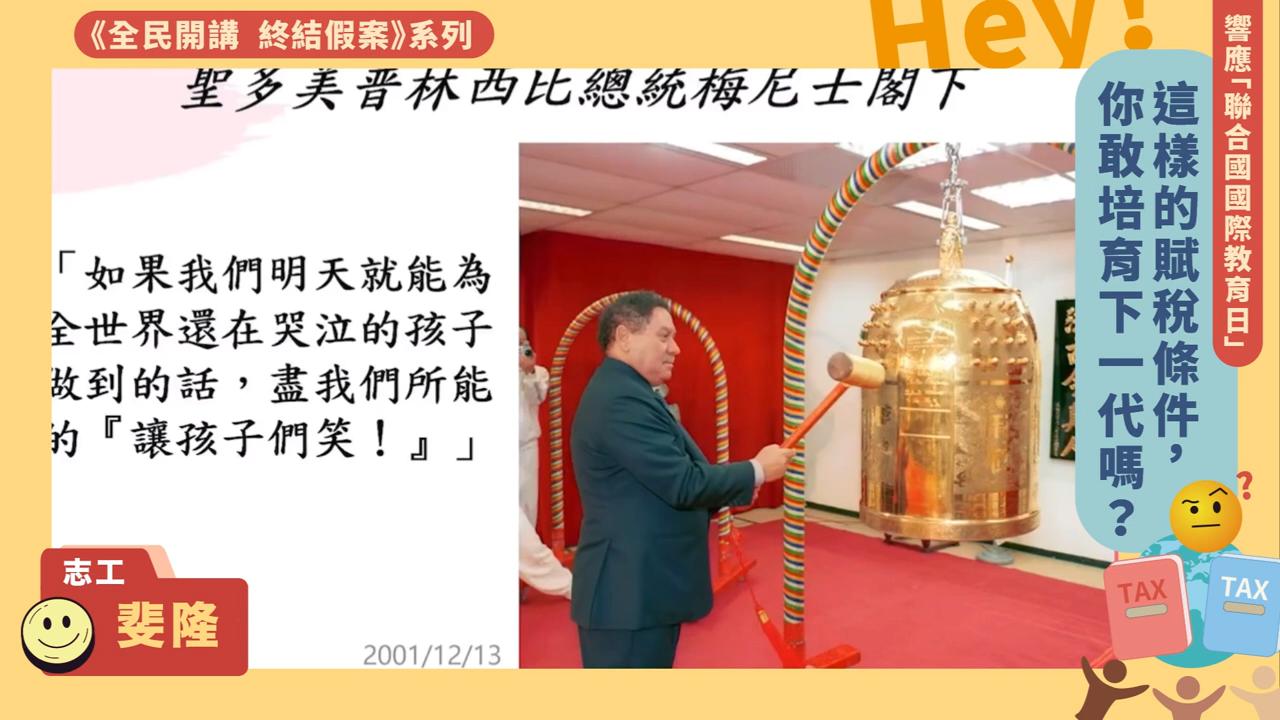 《全民開講 終結假案》系列
Hey!
響應「聯合國國際教育日」
這樣的賦稅條件，
你敢培育下一代嗎？
聖多美普林西比總統梅尼士閣下
「如果我們明天就能為
全世界還在哭泣的孩子
做到的話，盡我們所能
的『讓孩子們笑！』」
2001/12/13
志工
斐隆
?
TAX
TAX